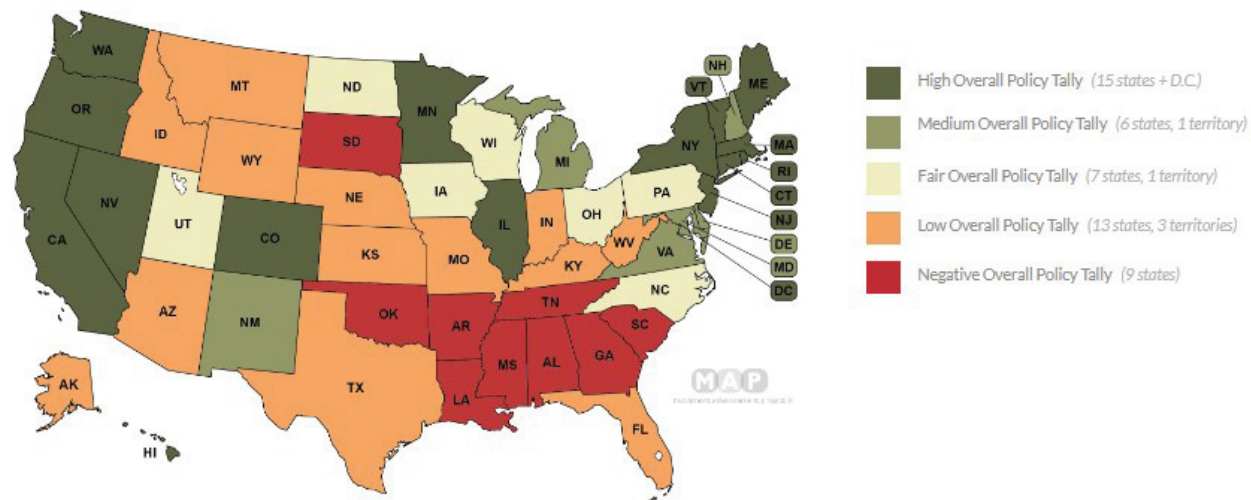 WA
OR
CA
NV
ID
MT
WY
UT
AZ
CO
NM
ND
SD
NE
KS
OK
TX
MN
IA
MO
AR
LA
WI
IL
MS
MI
IN
KY
TN
AL
OH
WV
VA
NC
SC
GA
FL
PA
NY
ME
VT
NH
MA
RI
CT
NJ
DE
MD
DC
AK
HI
MAP
High Overall Policy Tally (15 states + D.C.)
Medium Overall Policy Tally (6 states, 1 territory)
Fair Overall Policy Tally (7 states, 1 territory)
Low Overall Policy Tally (13 states, 3 territories)
Negative Overall Policy Tally (9 states)